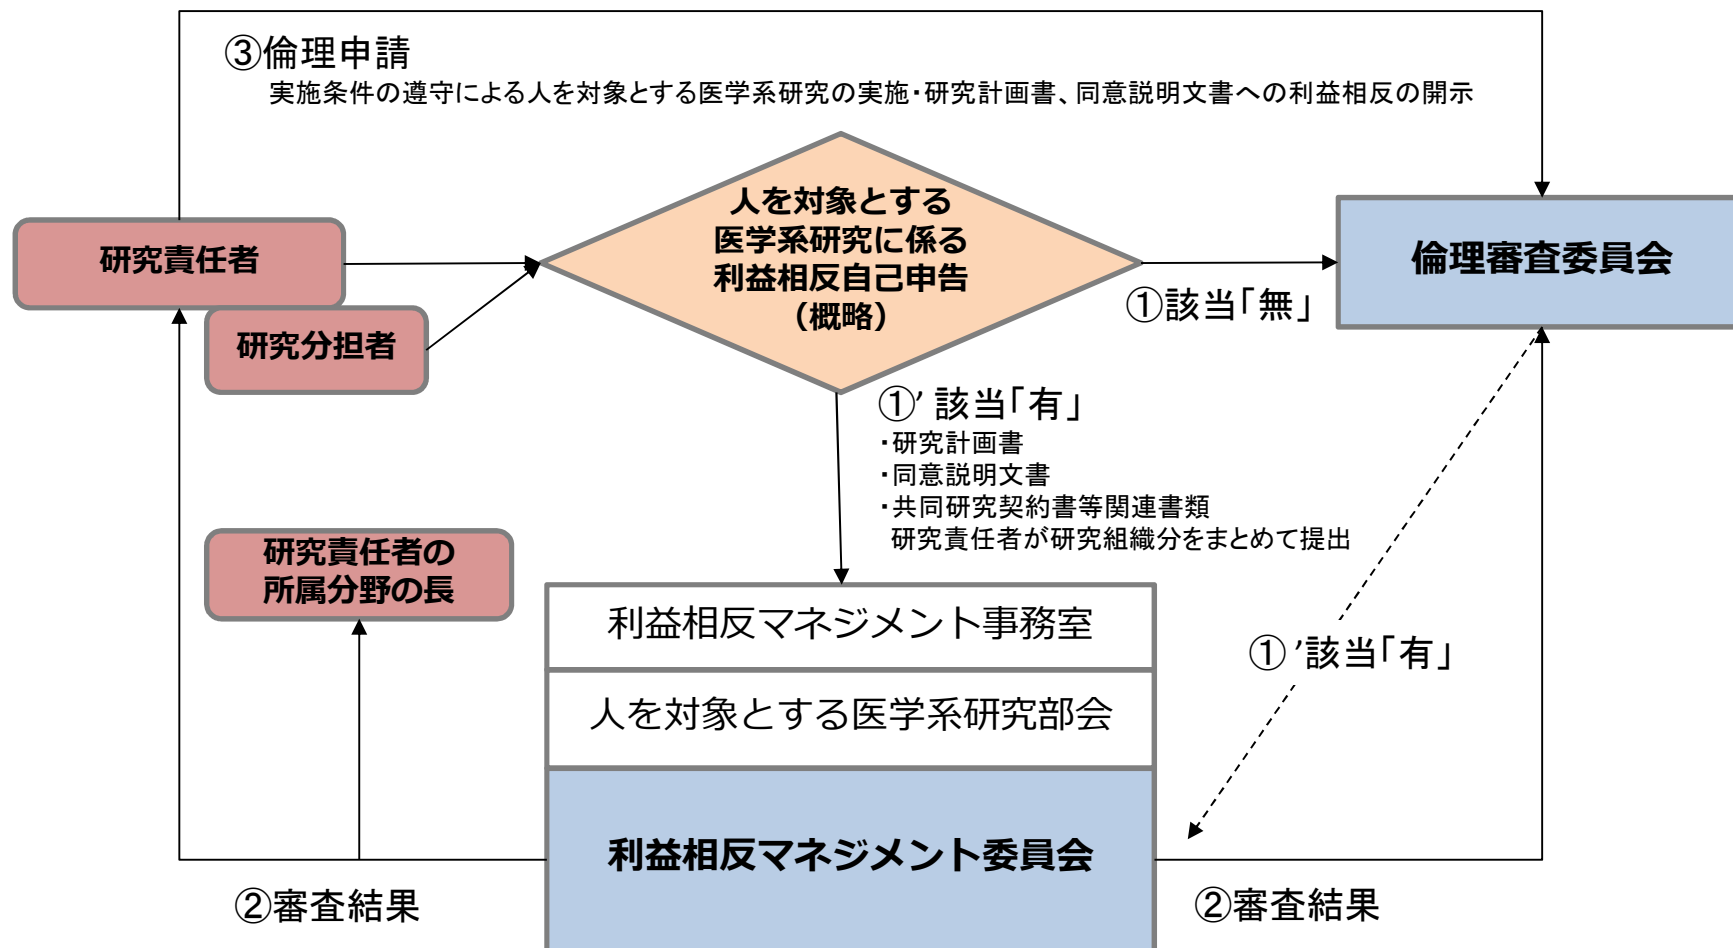 ③倫理申請
実施条件の遵守による人を対象とする医学系研究の実施・研究計画書、同意説明文書への利益相反の開示
人を対象とする
医学系研究に係る
利益相反自己申告
（概略）
研究責任者
研究分担者
倫理審査委員会
①該当「無」
①’該当「有」
・研究計画書
・同意説明文書
・共同研究契約書等関連書類
研究責任者が研究組織分をまとめて提出
研究責任者の
所属分野の長
利益相反マネジメント事務室
人を対象とする医学系研究部会
利益相反マネジメント委員会
①’該当「有」
②審査結果
②審査結果